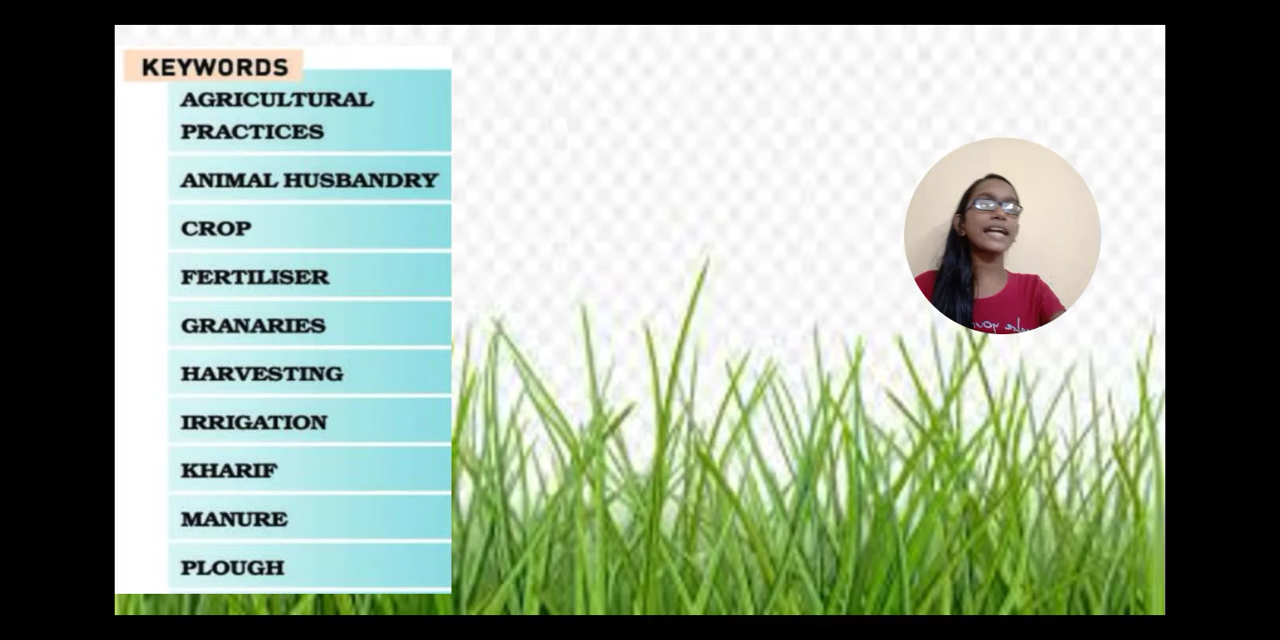 KEYWORDS
AGRICULTURAL
PRACTICES
ANIMAL HUSBANDRY
CROP
FERTILISER
GRANARIES
HARVESTING
IRRIGATION
KHARIF
MANURE
PLOUGH